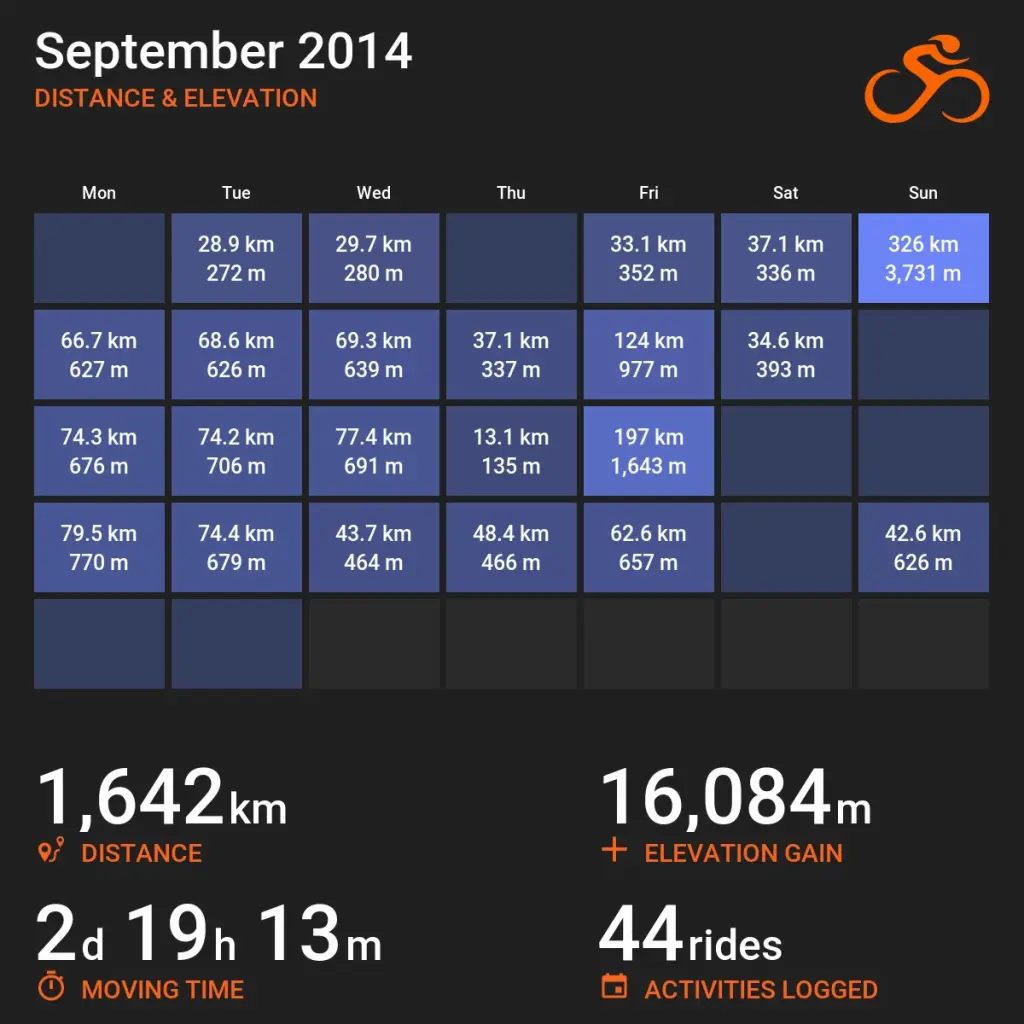 September 2014
DISTANCE & ELEVATION
Mon Tue Wed Thu Fri Sat Sun
28.9 km 29.7 km 33.1 km 37.1 km 326 km
272 m 280 m 352 m 336 m 3,731 m
66.7 km 68.6 km 69.3 km 37.1 km 124 km 34.6 km
627 m 626 m 639 m 337 m 977 m 393 m
74.3 km 74.2 km 77.4 km 13.1 km 197 km
676 m 706 m 691 m 135 m 1,643 m
79.5 km 74.4 km 43.7 km 48.4 km 62.6 km 42.6 km
770 m 679 m 464 m 466 m 657 m 626 m
1,642km 16,084m
DISTANCE ELEVATION GAIN
2d 19h 13m 44rides
MOVING TIME ACTIVITIES LOGGED